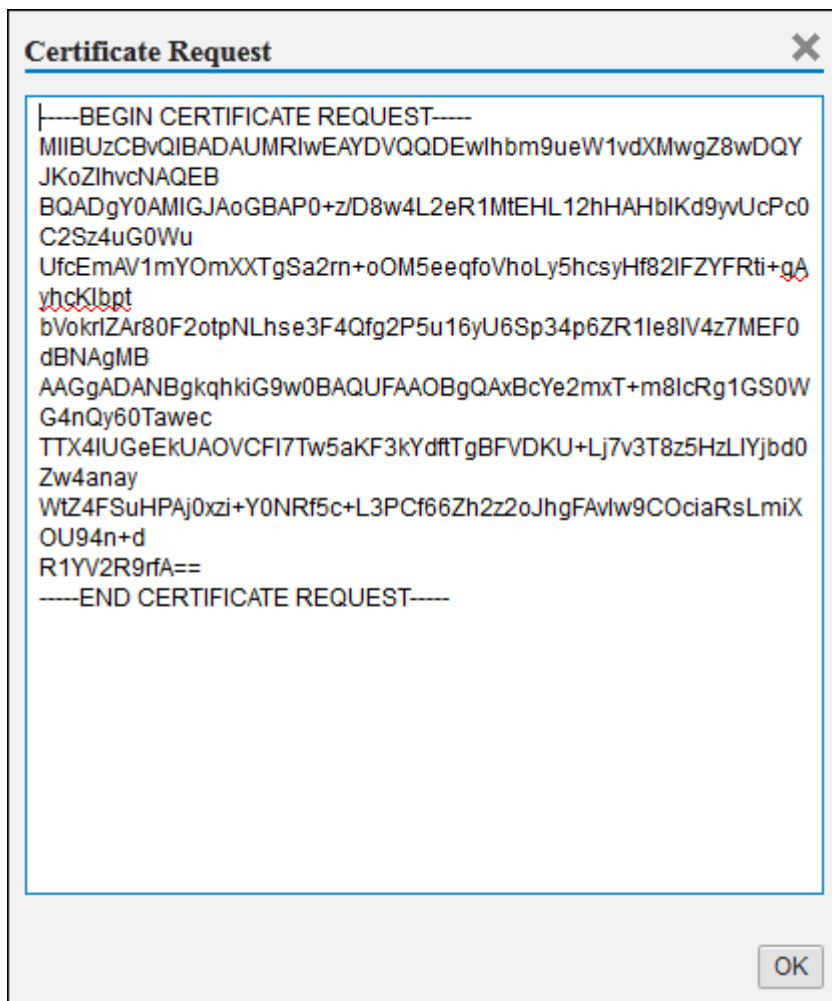 Certificate Request
-----BEGIN CERTIFICATE REQUEST-----
MIIBUzCBvQIBADAUMRIwEAYDVQQDEwlhbm9ueW1vdXMwgZ8wDQY
JKoZIhvcNAQEB
BQADgY0AMIGJAoGBAP0+z/D8w4L2eR1MtEHL12hHAHbIKd9yvUcPc0
C2Sz4uG0Wu
UfcEmAV1mYOmXXTgSa2rn+oOM5eeqfoVhoLy5hcsyHf82IFZYFRti+gA
yhcKIbpt
bVokrIZAr80F2otpNLhse3F4Qfg2P5u16yU6Sp34p6ZR1Ie8IV4z7MEF0
dBNAgMB
AAGgADANBgkqhkiG9w0BAQUFAAOBgQAxBcYe2mxT+m8IcRg1GS0W
G4nQy60Tawec
TTX4IUGeEkUAOVCFI7Tw5aKF3kYdftTgBFVDKU+Lj7v3T8z5HzLIYjbd0
Zw4anay
WtZ4FSuHPAj0xzi+Y0NRf5c+L3PCf66Zh2z2oJhgFAvIw9COciaRsLmiX
OU94n+d
R1YV2R9rfA==
-----END CERTIFICATE REQUEST-----
OK